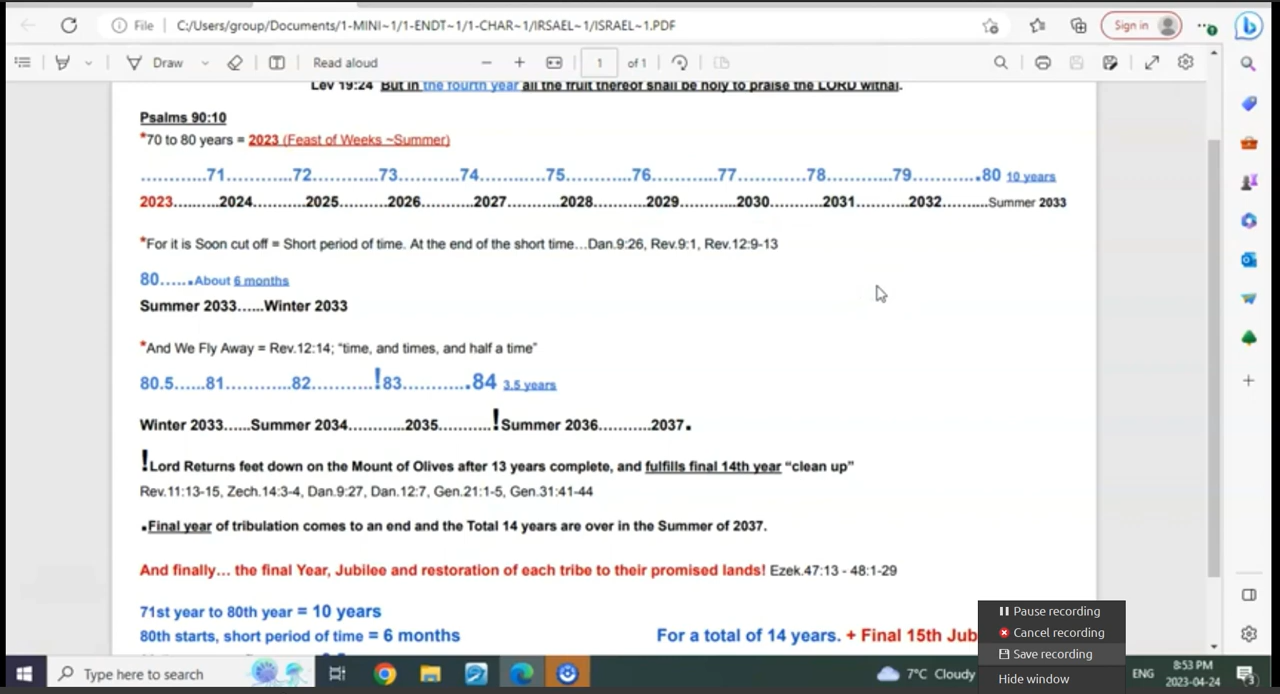 File C:/Users/group/Documents/1-MINI~1/1-ENDT~1/1-CHAR~1/IRSAEL~1/ISRAEL~1.PDF Sign in
Draw Read aloud 1 of 1
Lev 19:24 But in the fourth year all the fruit thereof shall be holy to praise the LORD withal.
Psalms 90:10
*70 to 80 years = 2023 (Feast of Weeks ~Summer)
............71............72............73............74............75............76............77............78............79............80 10 years
2023.........2024..........2025..........2026..........2027..........2028..........2029..........2030..........2031..........2032.........Summer 2033
*For it is Soon cut off = Short period of time. At the end of the short time...Dan.9:26, Rev.9:1, Rev.12:9-13
80......About 6 months
Summer 2033......Winter 2033
*And We Fly Away = Rev.12:14; "time, and times, and half a time"
80.5......81............82...........!83...........84 3.5 years
Winter 2033......Summer 2034...........2035..........!Summer 2036...........2037.
!Lord Returns feet down on the Mount of Olives after 13 years complete, and fulfills final 14th year "clean up"
Rev.11:13-15, Zech.14:3-4, Dan.9:27, Dan.12:7, Gen.21:1-5, Gen.31:41-44
.Final year of tribulation comes to an end and the Total 14 years are over in the Summer of 2037.
And finally... the final Year, Jubilee and restoration of each tribe to their promised lands! Ezek.47:13 - 48:1-29
71st year to 80th year = 10 years
80th starts, short period of time = 6 months For a total of 14 years. + Final 15th Jub
Pause recording
Cancel recording
Save recording
Hide window
Type here to search 7°C Cloudy ENG 8:53 PM
2023-04-24